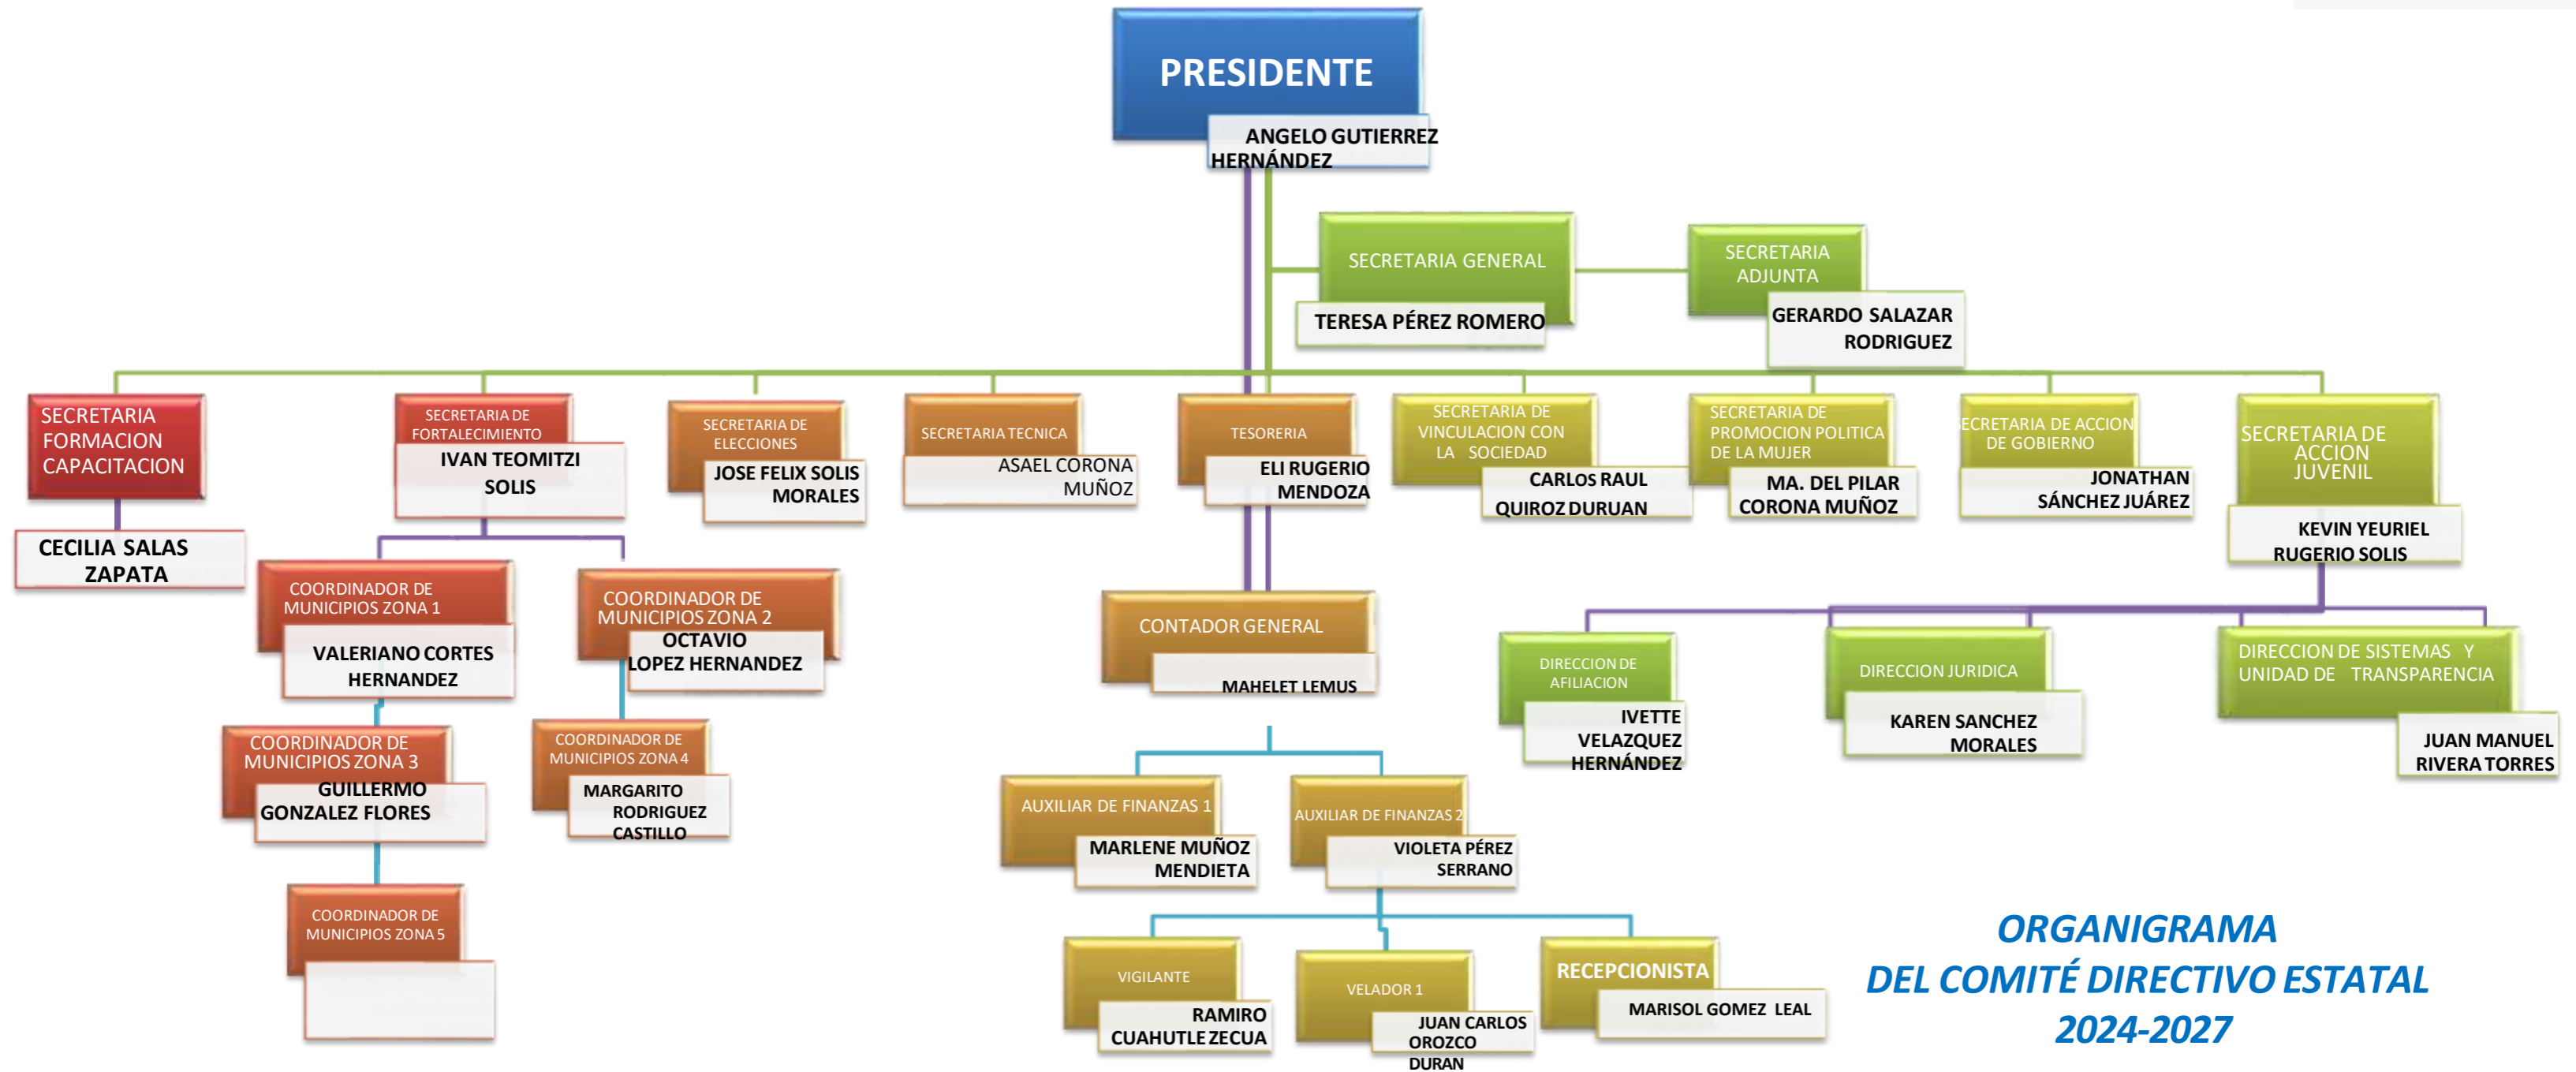 PRESIDENTE
ANGELO GUTIERREZ
HERNÁNDEZ
SECRETARIA GENERAL
TERESA PÉREZ ROMERO
SECRETARIA
ADJUNTA
GERARDO SALAZAR
RODRIGUEZ
SECRETARIA
FORMACION
CAPACITACION
CECILIA SALAS
ZAPATA
SECRETARIA DE
FORTALECIMIENTO
IVAN TEOMITZI
SOLIS
SECRETARIA DE
ELECCIONES
JOSE FELIX SOLIS
MORALES
SECRETARIA TECNICA
ASAEL CORONA
MUÑOZ
TESORERIA
ELI RUGERIO
MENDOZA
SECRETARIA DE
VINCULACION CON
LA SOCIEDAD
CARLOS RAUL
QUIROZ DURUAN
SECRETARIA DE
PROMOCION POLITICA
DE LA MUJER
MA. DEL PILAR
CORONA MUÑOZ
SECRETARIA DE ACCION
DE GOBIERNO
JONATHAN
SÁNCHEZ JUÁREZ
SECRETARIA DE
ACCION
JUVENIL
KEVIN YEURIEL
RUGERIO SOLIS
COORDINADOR DE
MUNICIPIOS ZONA 1
VALERIANO CORTES
HERNANDEZ
COORDINADOR DE
MUNICIPIOS ZONA 2
OCTAVIO
LOPEZ HERNANDEZ
CONTADOR GENERAL
MAHELET LEMUS
DIRECCION DE
AFILIACION
IVETTE
VELAZQUEZ
HERNÁNDEZ
DIRECCION JURIDICA
KAREN SANCHEZ
MORALES
DIRECCION DE SISTEMAS Y
UNIDAD DE TRANSPARENCIA
JUAN MANUEL
RIVERA TORRES
COORDINADOR DE
MUNICIPIOS ZONA 3
GUILLERMO
GONZALEZ FLORES
COORDINADOR DE
MUNICIPIOS ZONA 4
MARGARITO
RODRIGUEZ
CASTILLO
AUXILIAR DE FINANZAS 1
MARLENE MUÑOZ
MENDIETA
AUXILIAR DE FINANZAS 2
VIOLETA PÉREZ
SERRANO
COORDINADOR DE
MUNICIPIOS ZONA 5
VIGILANTE
RAMIRO
CUAHUTLE ZECUA
VELADOR 1
JUAN CARLOS
OROZCO
DURAN
RECEPCIONISTA
MARISOL GOMEZ LEAL
ORGANIGRAMA
DEL COMITÉ DIRECTIVO ESTATAL
2024-2027